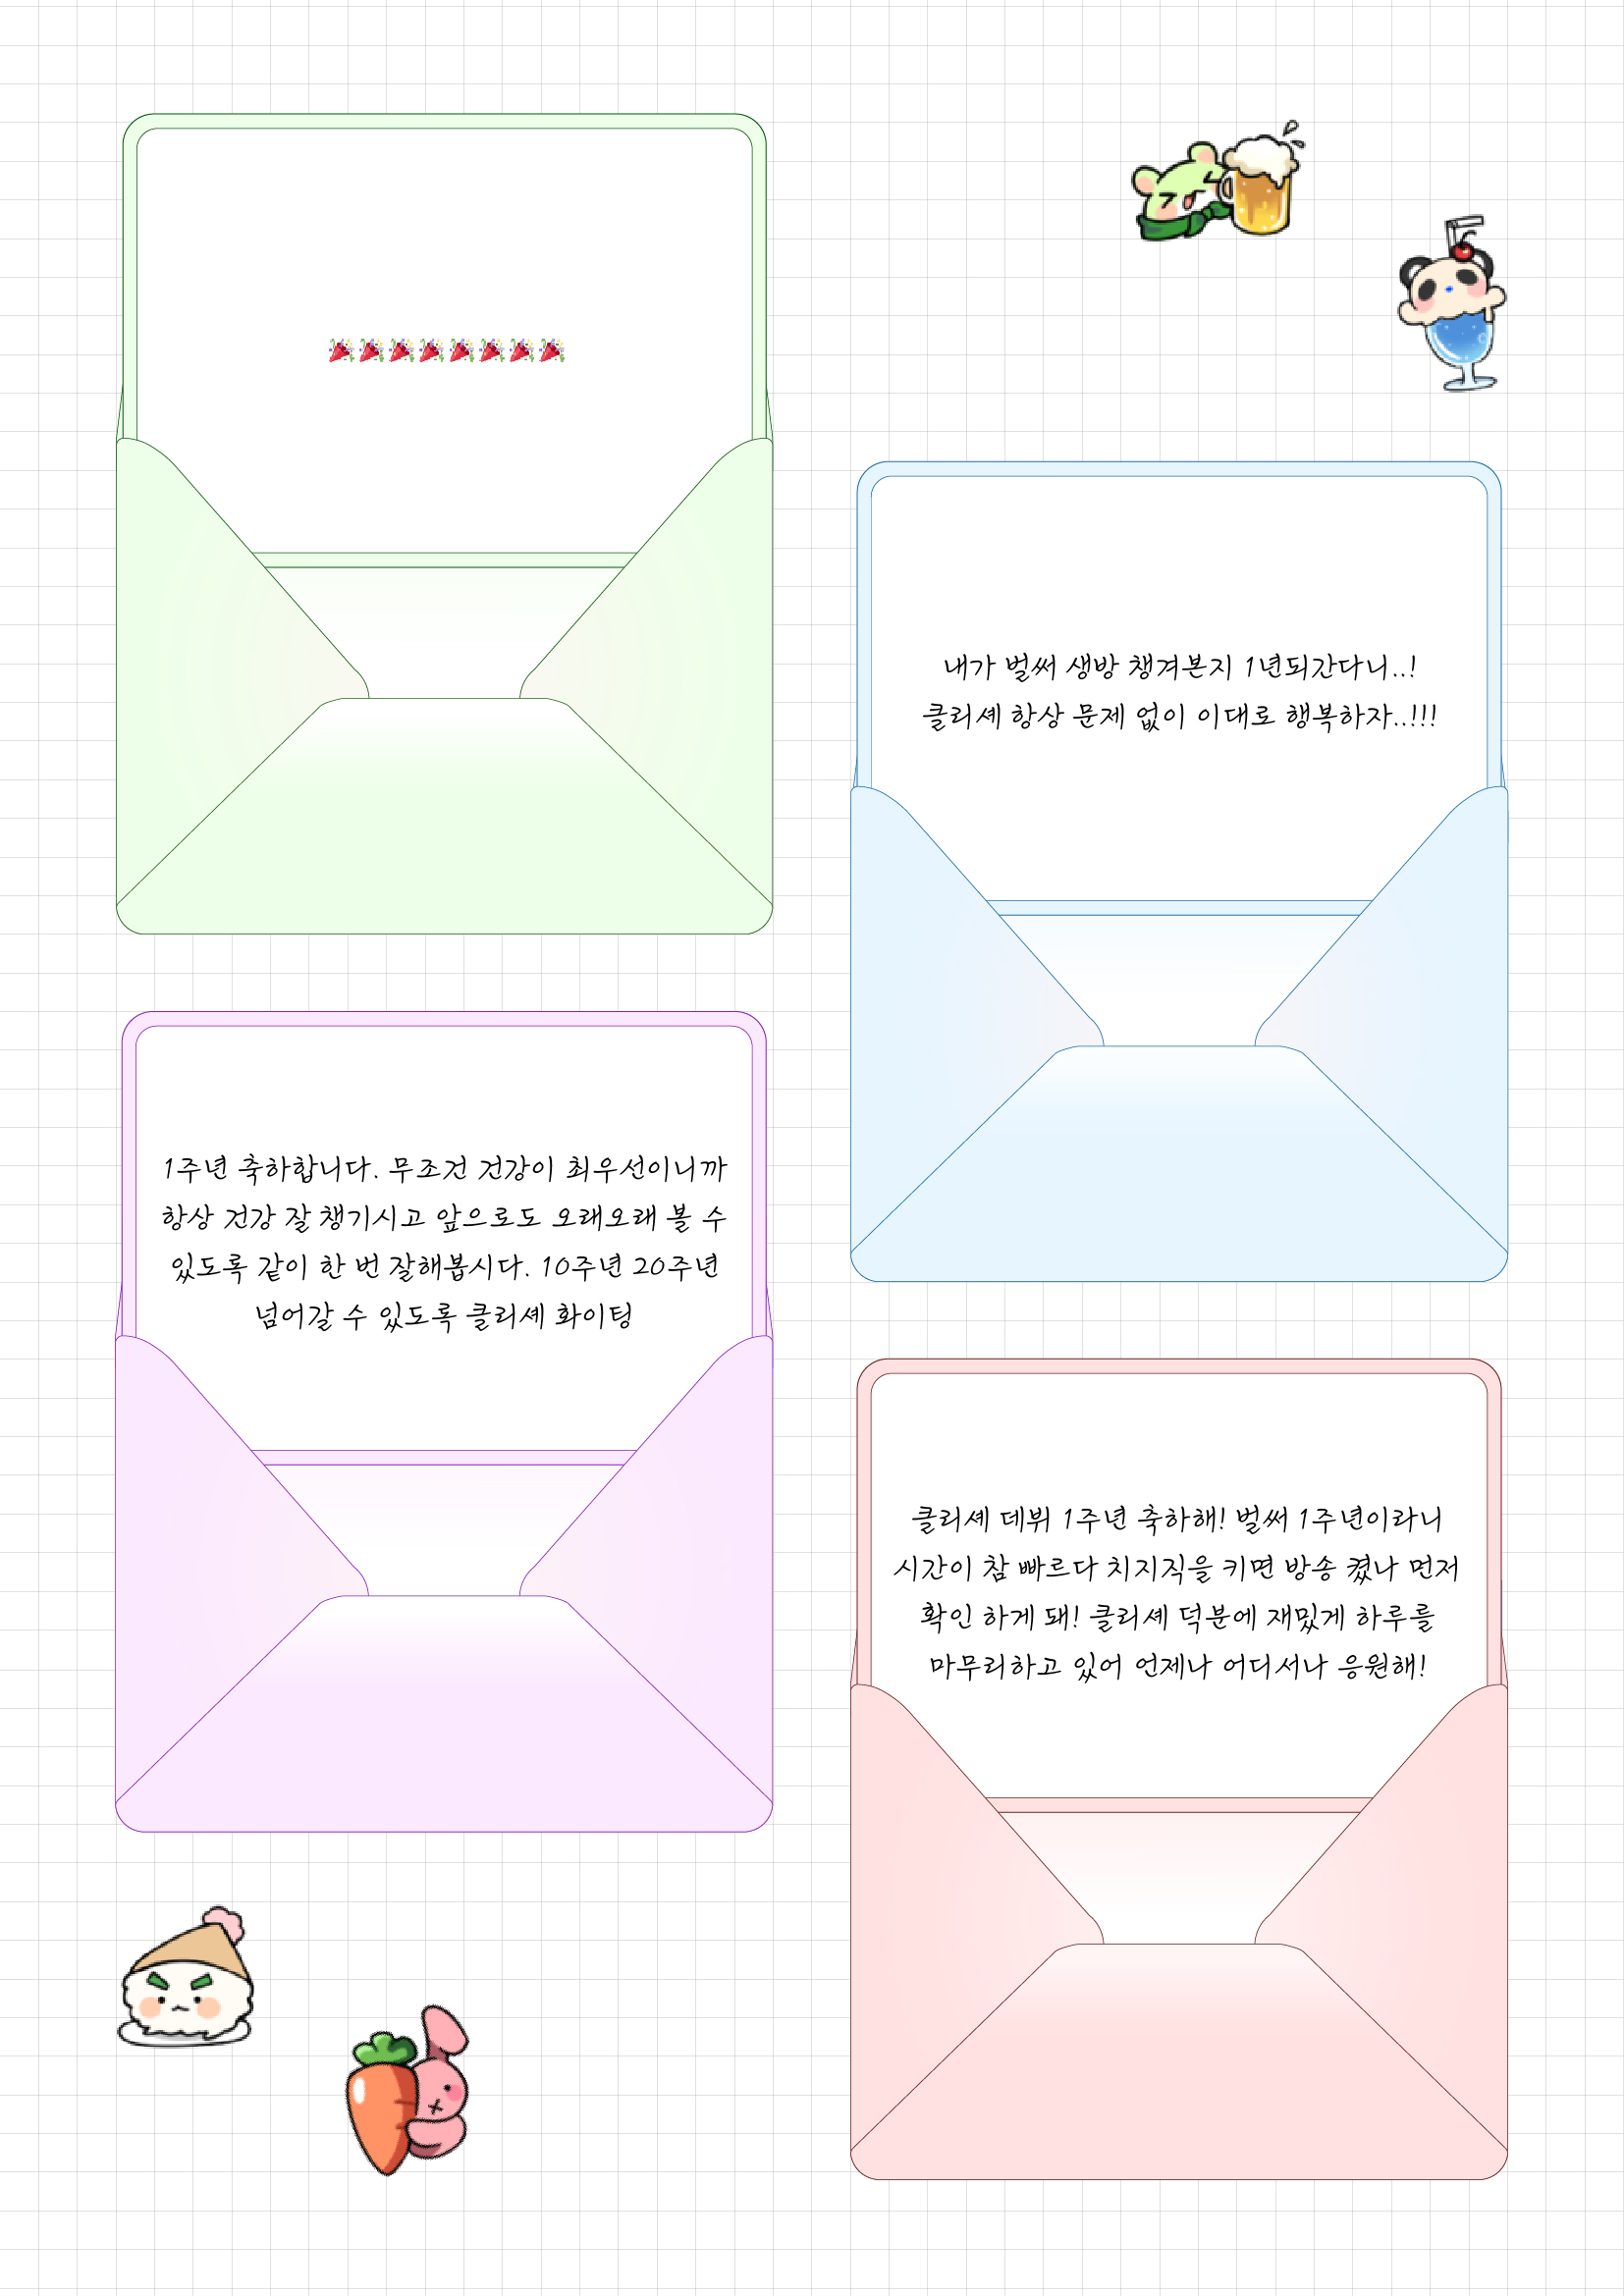 🎉🎉🎉🎉🎉🎉🎉🎉
내가 벌써 생방 챙겨본지 1년되간다니..!
클리셰 항상 문제 없이 이대로 행복하자..!!!
1주년 축하합니다. 무조건 건강이 최우선이니까
항상 건강 잘 챙기시고 앞으로도 오래오래 볼 수
있도록 같이 한 번 잘해봅시다. 10주년 20주년
넘어갈 수 있도록 클리셰 화이팅
클리셰 데뷔 1주년 축하해! 벌써 1주년이라니
시간이 참 빠르다 치지직을 키면 방송 켰나 먼저
확인 하게 돼! 클리셰 덕분에 재밌게 하루를
마무리하고 있어 언제나 어디서나 응원해!